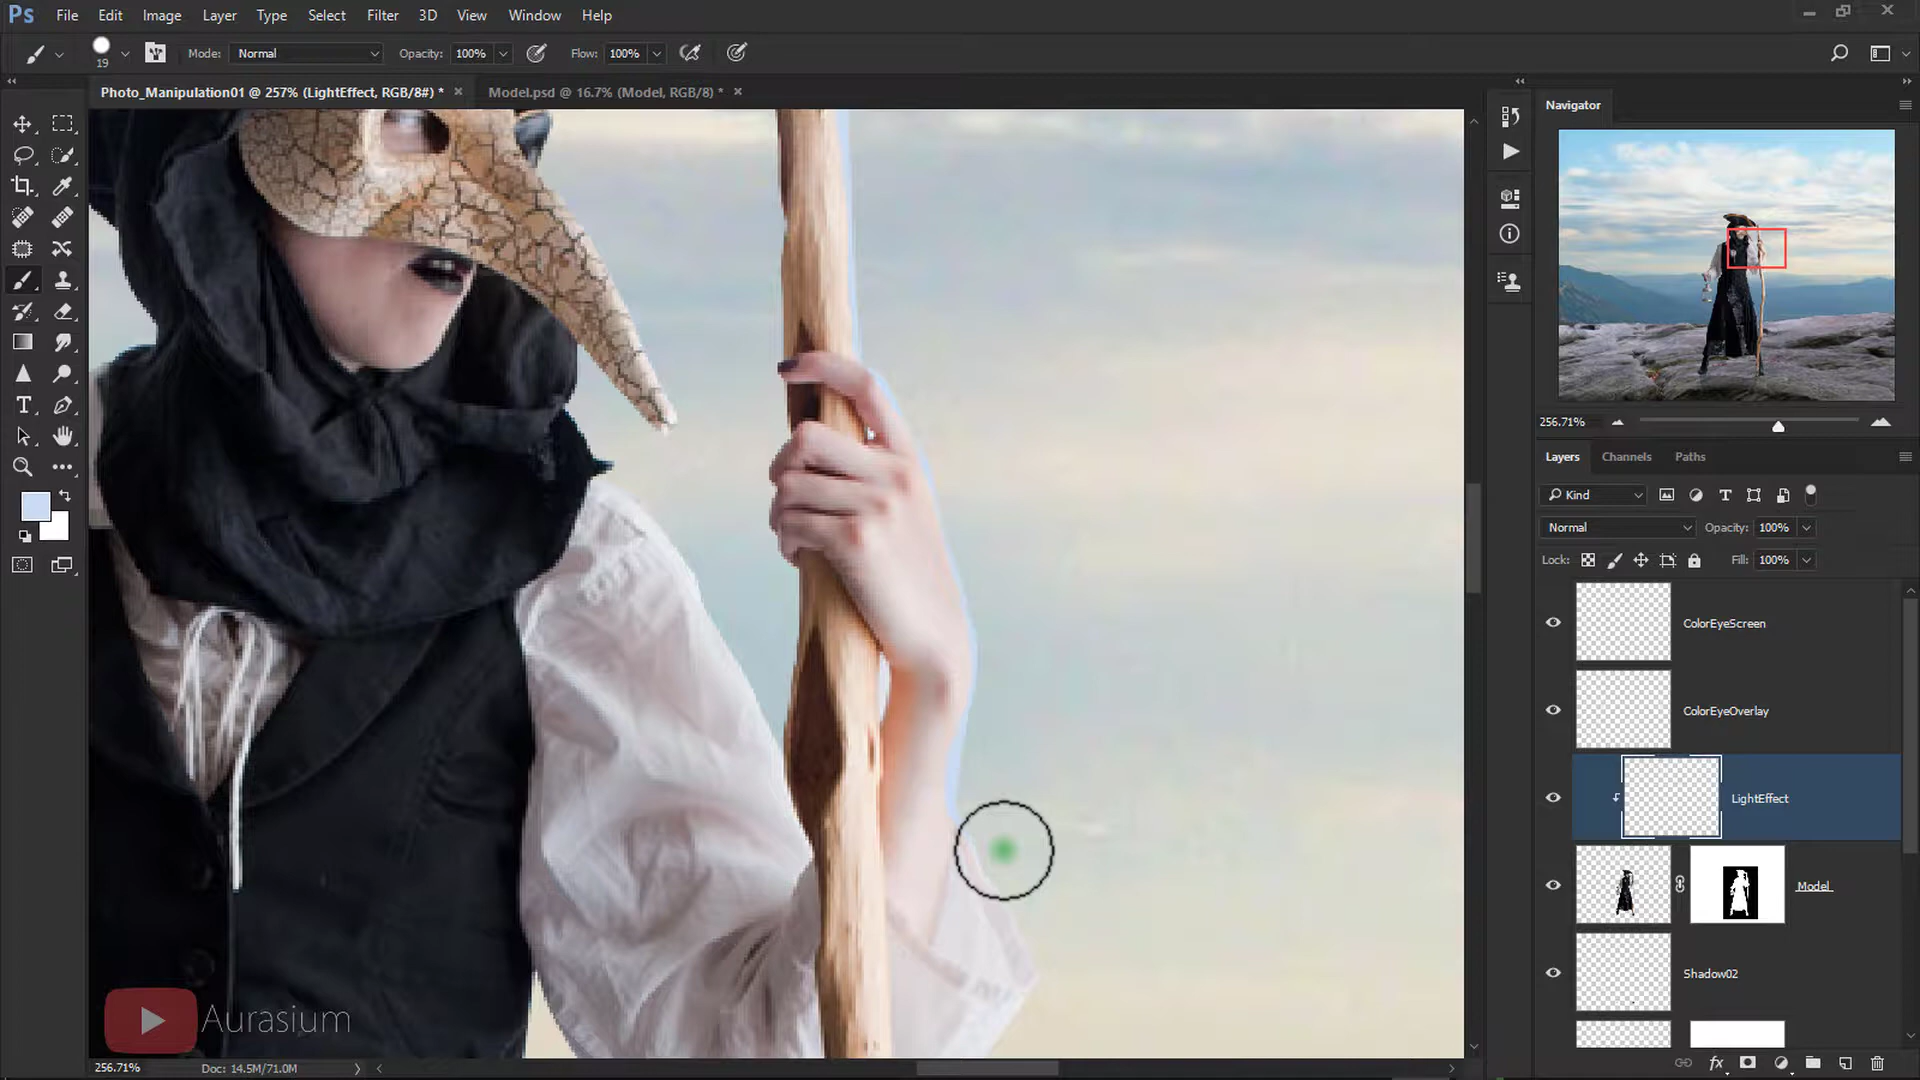 Ps File Edit Image Layer Type Select Filter 3D View Window Help
19 Mode: Normal Opacity: 100% Flow: 100%
Photo_Manipulation01 @ 257% (LightEffect, RGB/8#) * × Model.psd @ 16.7% (Model, RGB/8) * ×
Navigator
256.71%
Layers Channels Paths
Kind
Normal Opacity: 100%
Lock: Fill: 100%
ColorEyeScreen
ColorEyeOverlay
LightEffect
Model
Shadow02
fx
Aurasium
256.71% Doc: 14.5M/71.0M